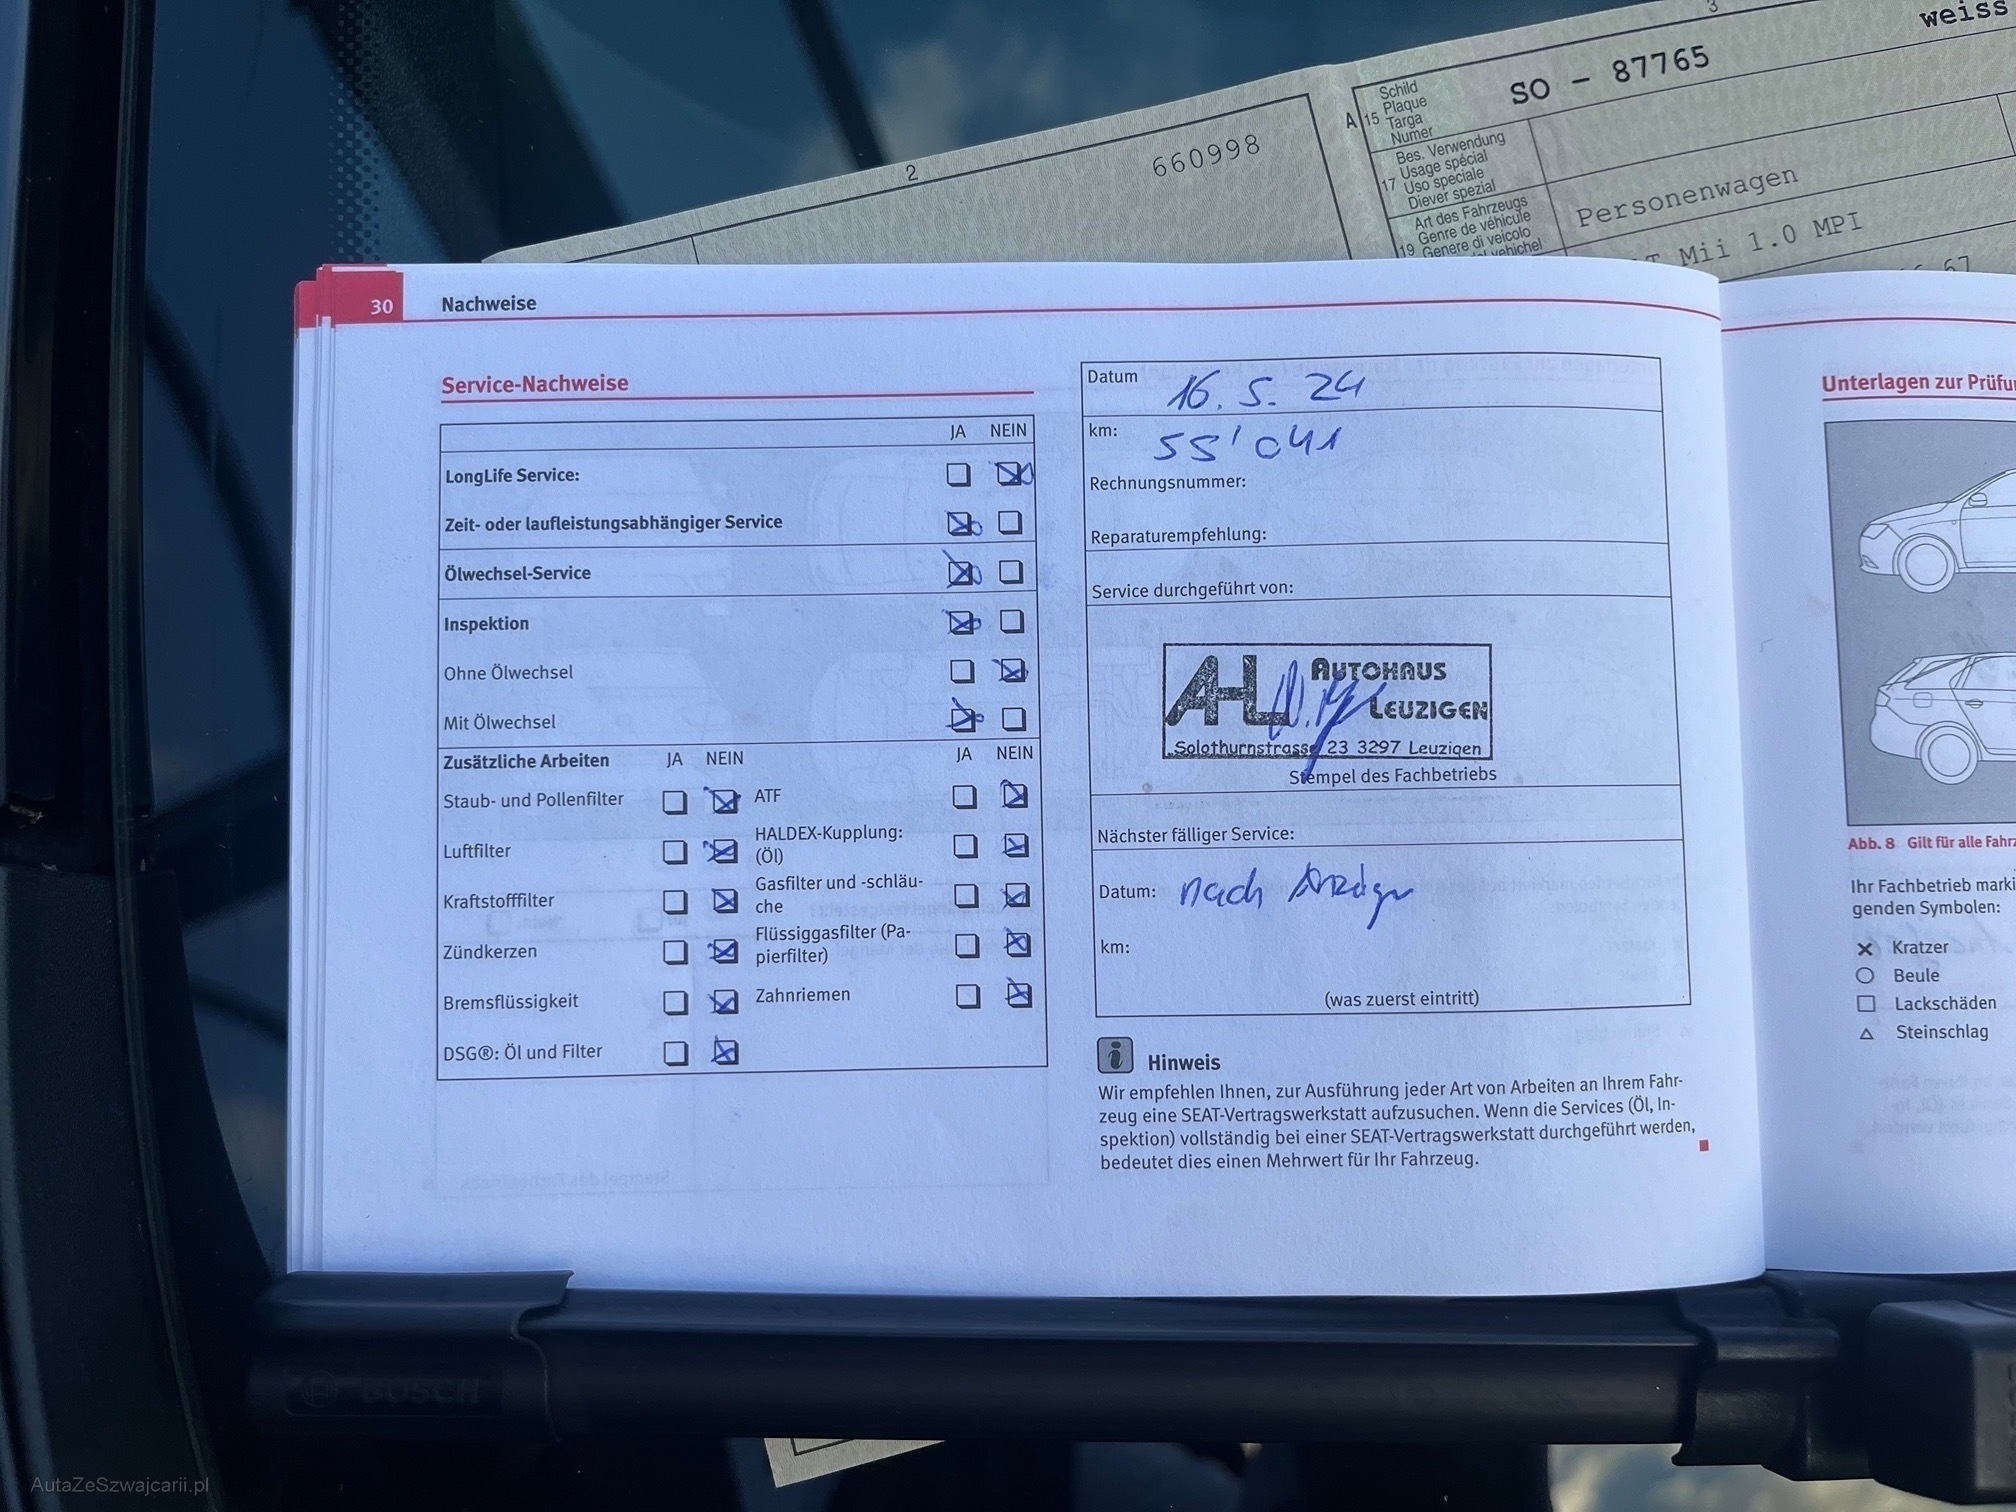 weiss
3
SO - 87765
A 15 Schild
Plaque
Targa
Numer
2
660998
17 Bes. Verwendung
Usage spécial
Uso speciale
Diever spezial
Personenwagen
19 Art des Fahrzeugs
Genre de véhicule
Genere di veicolo
Mii 1.0 MPI
67
30 Nachweise
Service-Nachweise
JA NEIN
LongLife Service:
Zeit- oder laufleistungsabhängiger Service
Ölwechsel-Service
Inspektion
Ohne Ölwechsel
Mit Ölwechsel
Zusätzliche Arbeiten JA NEIN JA NEIN
Staub- und Pollenfilter ATF
Luftfilter HALDEX-Kupplung:
(Öl)
Kraftstofffilter Gasfilter und -schläu-
che
Zündkerzen Flüssiggasfilter (Pa-
pierfilter)
Bremsflüssigkeit Zahnriemen
DSG®: Öl und Filter
Datum 16. 5. 24
km: 55'041
Rechnungsnummer:
Reparaturempfehlung:
Service durchgeführt von:
AHL AUTOHAUS
LEUZIGEN
Solothurnstrasse 23 3297 Leuzigen
Stempel des Fachbetriebs
Nächster fälliger Service:
Datum: nach Anzeige
km:
(was zuerst eintritt)
Hinweis
Wir empfehlen Ihnen, zur Ausführung jeder Art von Arbeiten an Ihrem Fahr-
zeug eine SEAT-Vertragswerkstatt aufzusuchen. Wenn die Services (Öl, In-
spektion) vollständig bei einer SEAT-Vertragswerkstatt durchgeführt werden,
bedeutet dies einen Mehrwert für Ihr Fahrzeug.
Unterlagen zur Prüfu
Abb. 8 Gilt für alle Fahrz
Ihr Fachbetrieb marki
genden Symbolen:
Kratzer
Beule
Lackschäden
Steinschlag
BOSCH
AutaZeSzwajcarii.pl